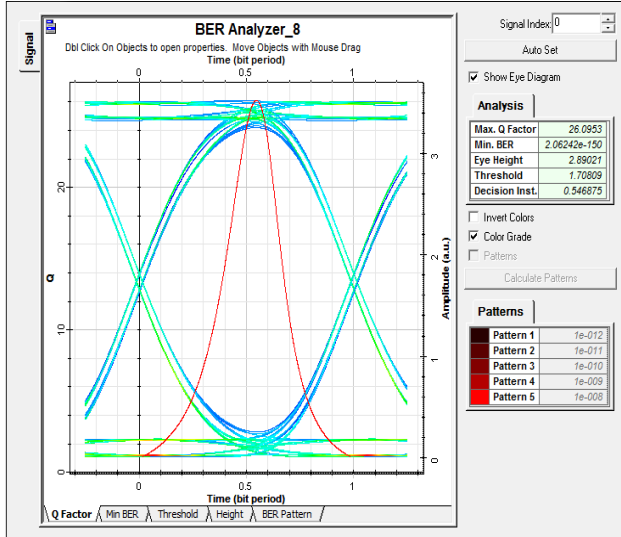 BER Analyzer_8
Dbl Click On Objects to open properties. Move Objects with Mouse Drag
Time (bit period)
0 0.5 1
Signal
Q
0 10 20
Amplitude (a.u.)
0 1 2 3
0 0.5 1
Time (bit period)
Q Factor Min BER Threshold Height BER Pattern
Signal Index: 0
Auto Set
Show Eye Diagram
Analysis
Max. Q Factor 26.0953
Min. BER 2.06242e-150
Eye Height 2.89021
Threshold 1.70809
Decision Inst. 0.546875
Invert Colors
Color Grade
Patterns
Calculate Patterns
Patterns
Pattern 1 1e-012
Pattern 2 1e-011
Pattern 3 1e-010
Pattern 4 1e-009
Pattern 5 1e-008